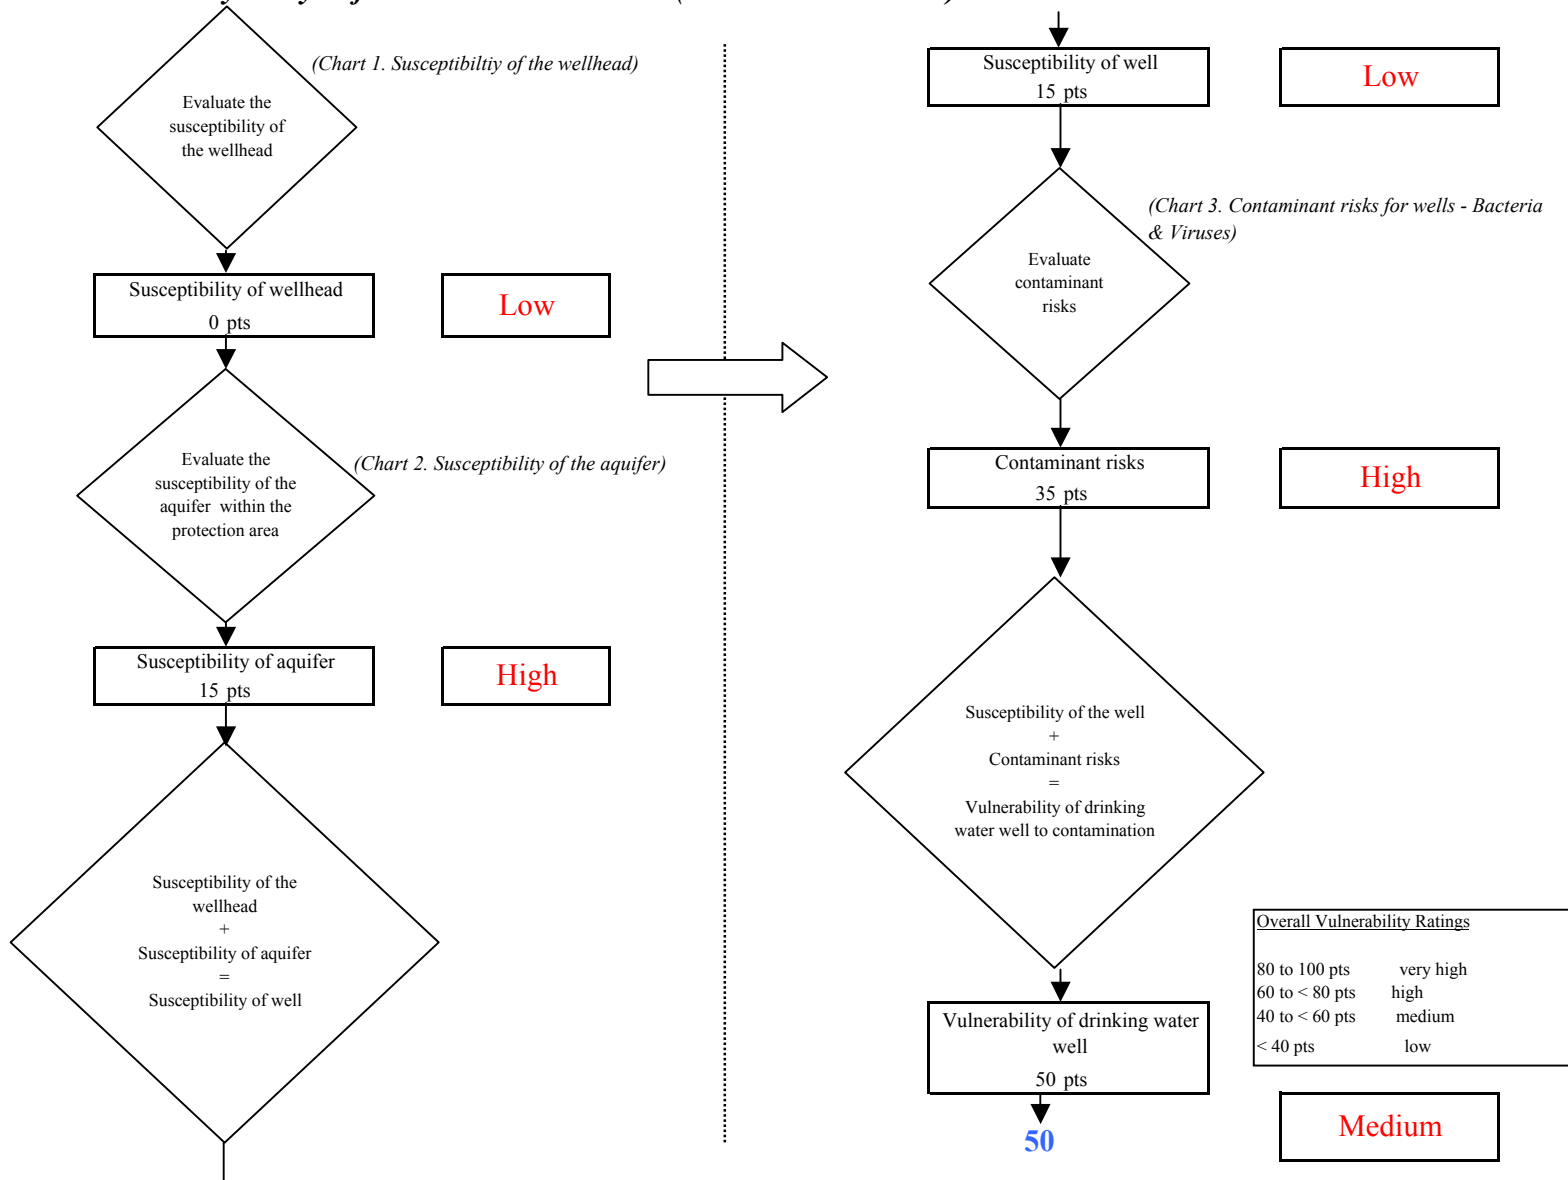 (Chart 1. Susceptibiltiy of the wellhead)
Evaluate the
susceptibility of
the wellhead
Susceptibility of wellhead
0 pts
Low
Evaluate the
susceptibility of the
aquifer within the
protection area
(Chart 2. Susceptibility of the aquifer)
Susceptibility of aquifer
15 pts
High
Susceptibility of the
wellhead
+
Susceptibility of aquifer
=
Susceptibility of well
Susceptibility of well
15 pts
Low
(Chart 3. Contaminant risks for wells - Bacteria
& Viruses)
Evaluate
contaminant
risks
Contaminant risks
35 pts
High
Susceptibility of the well
+
Contaminant risks
=
Vulnerability of drinking
water well to contamination
Overall Vulnerability Ratings
80 to 100 pts very high
60 to < 80 pts high
40 to < 60 pts medium
< 40 pts low
Vulnerability of drinking water
well
50 pts
50
Medium